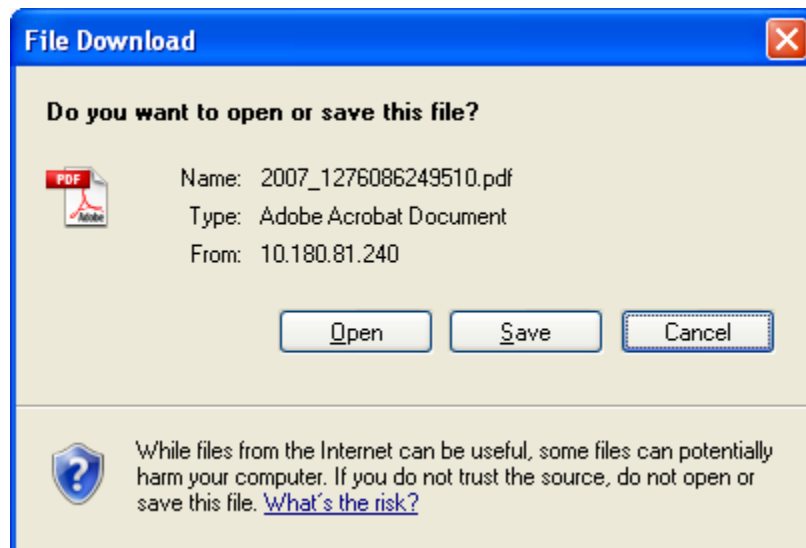 File Download
Do you want to open or save this file?
PDF
Adobe
Name: 2007_1276086249510.pdf
Type: Adobe Acrobat Document
From: 10.180.81.240
Open Save Cancel
While files from the Internet can be useful, some files can potentially
harm your computer. If you do not trust the source, do not open or
save this file. What's the risk?